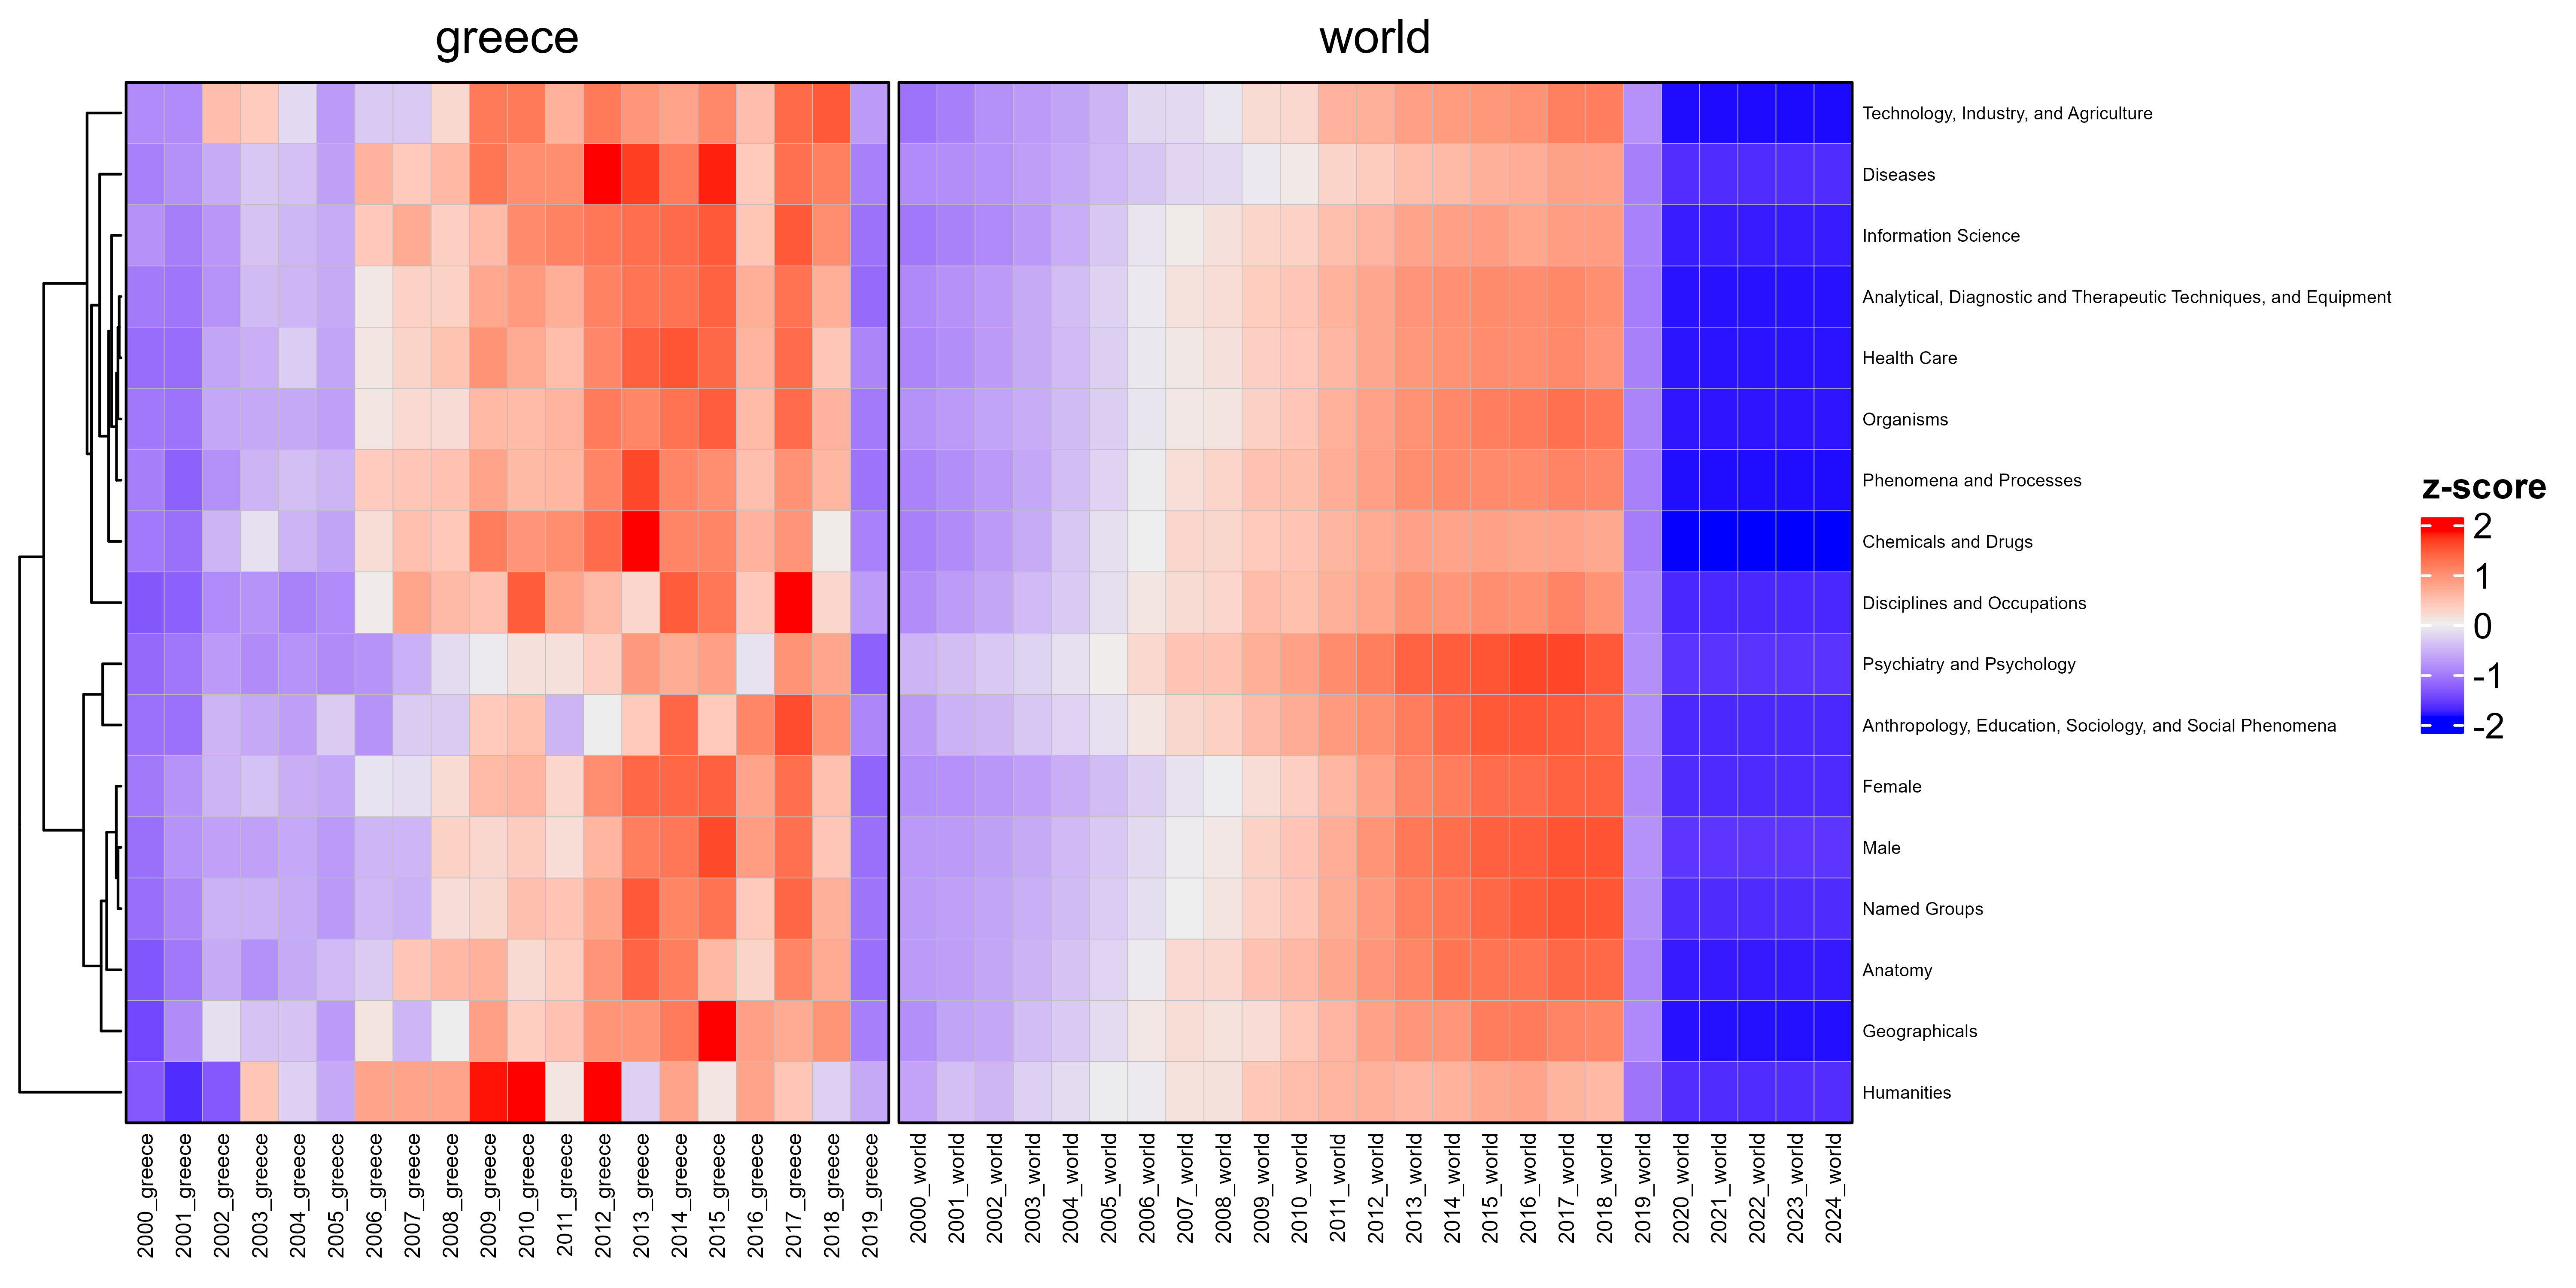 greece
world
Technology, Industry, and Agriculture
Diseases
Information Science
Analytical, Diagnostic and Therapeutic Techniques, and Equipment
Health Care
Organisms
Phenomena and Processes
Chemicals and Drugs
Disciplines and Occupations
Psychiatry and Psychology
Anthropology, Education, Sociology, and Social Phenomena
Female
Male
Named Groups
Anatomy
Geographicals
Humanities
z-score
2
1
0
-1
-2
2000_greece
2001_greece
2002_greece
2003_greece
2004_greece
2005_greece
2006_greece
2007_greece
2008_greece
2009_greece
2010_greece
2011_greece
2012_greece
2013_greece
2014_greece
2015_greece
2016_greece
2017_greece
2018_greece
2019_greece
2000_world
2001_world
2002_world
2003_world
2004_world
2005_world
2006_world
2007_world
2008_world
2009_world
2010_world
2011_world
2012_world
2013_world
2014_world
2015_world
2016_world
2017_world
2018_world
2019_world
2020_world
2021_world
2022_world
2023_world
2024_world